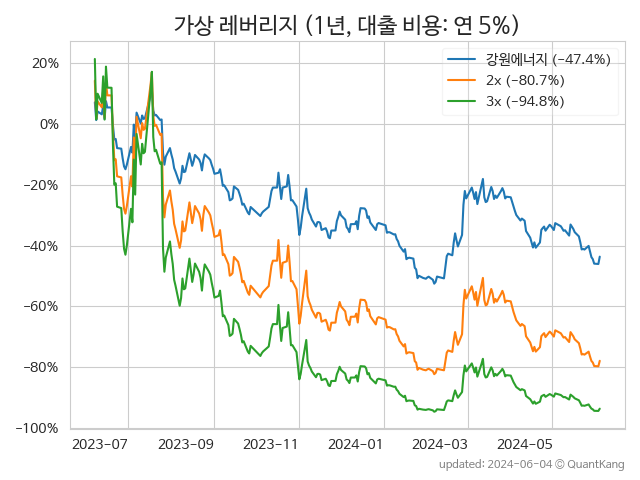 가상 레버리지 (1년, 대출 비용: 연 5%)
강원에너지 (−47.4%)
2x (−80.7%)
3x (−94.8%)
20%
0%
−20%
−40%
−60%
−80%
−100%
2023-07 2023-09 2023-11 2024-01 2024-03 2024-05
updated: 2024-06-04 © QuantKang